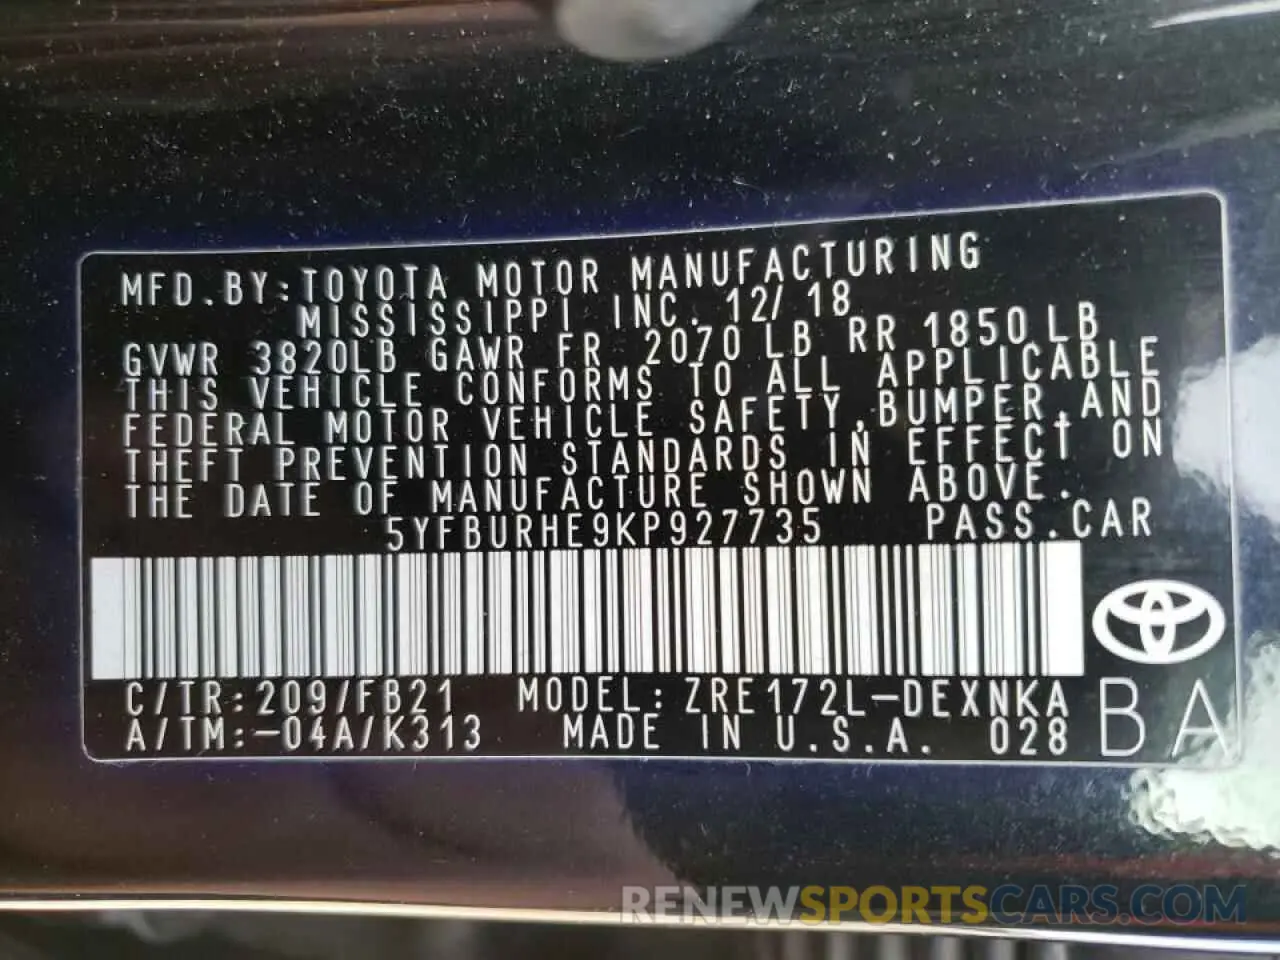 MFD.BY:TOYOTA MOTOR MANUFACTURING
MISSISSIPPI INC. 12/18
GVWR 3820LB GAWR FR 2070 LB RR 1850 LB
THIS VEHICLE CONFORMS TO ALL APPLICABLE
FEDERAL MOTOR VEHICLE SAFETY,BUMPER,AND
THEFT PREVENTION STANDARDS IN EFFECT ON
THE DATE OF MANUFACTURE SHOWN ABOVE.
5YFBURHE9KP927735 PASS.CAR
C/TR:209/FB21 MODEL:ZRE172L-DEXNKA
A/TM:-04A/K313 MADE IN U.S.A. 028
BA
RENEWSPORTSCARS.COM